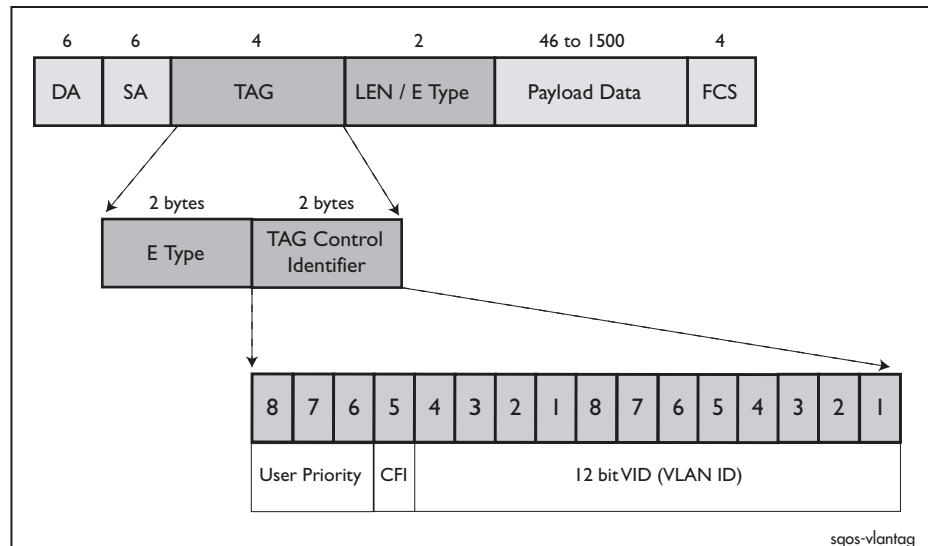 6 6 4 2 46 to 1500 4
DA SA TAG LEN / E Type Payload Data FCS
2 bytes 2 bytes
E Type TAG Control
Identifier
8 7 6 5 4 3 2 1 8 7 6 5 4 3 2 1
User Priority CFI 12 bit VID (VLAN ID)
sqos-vlantag